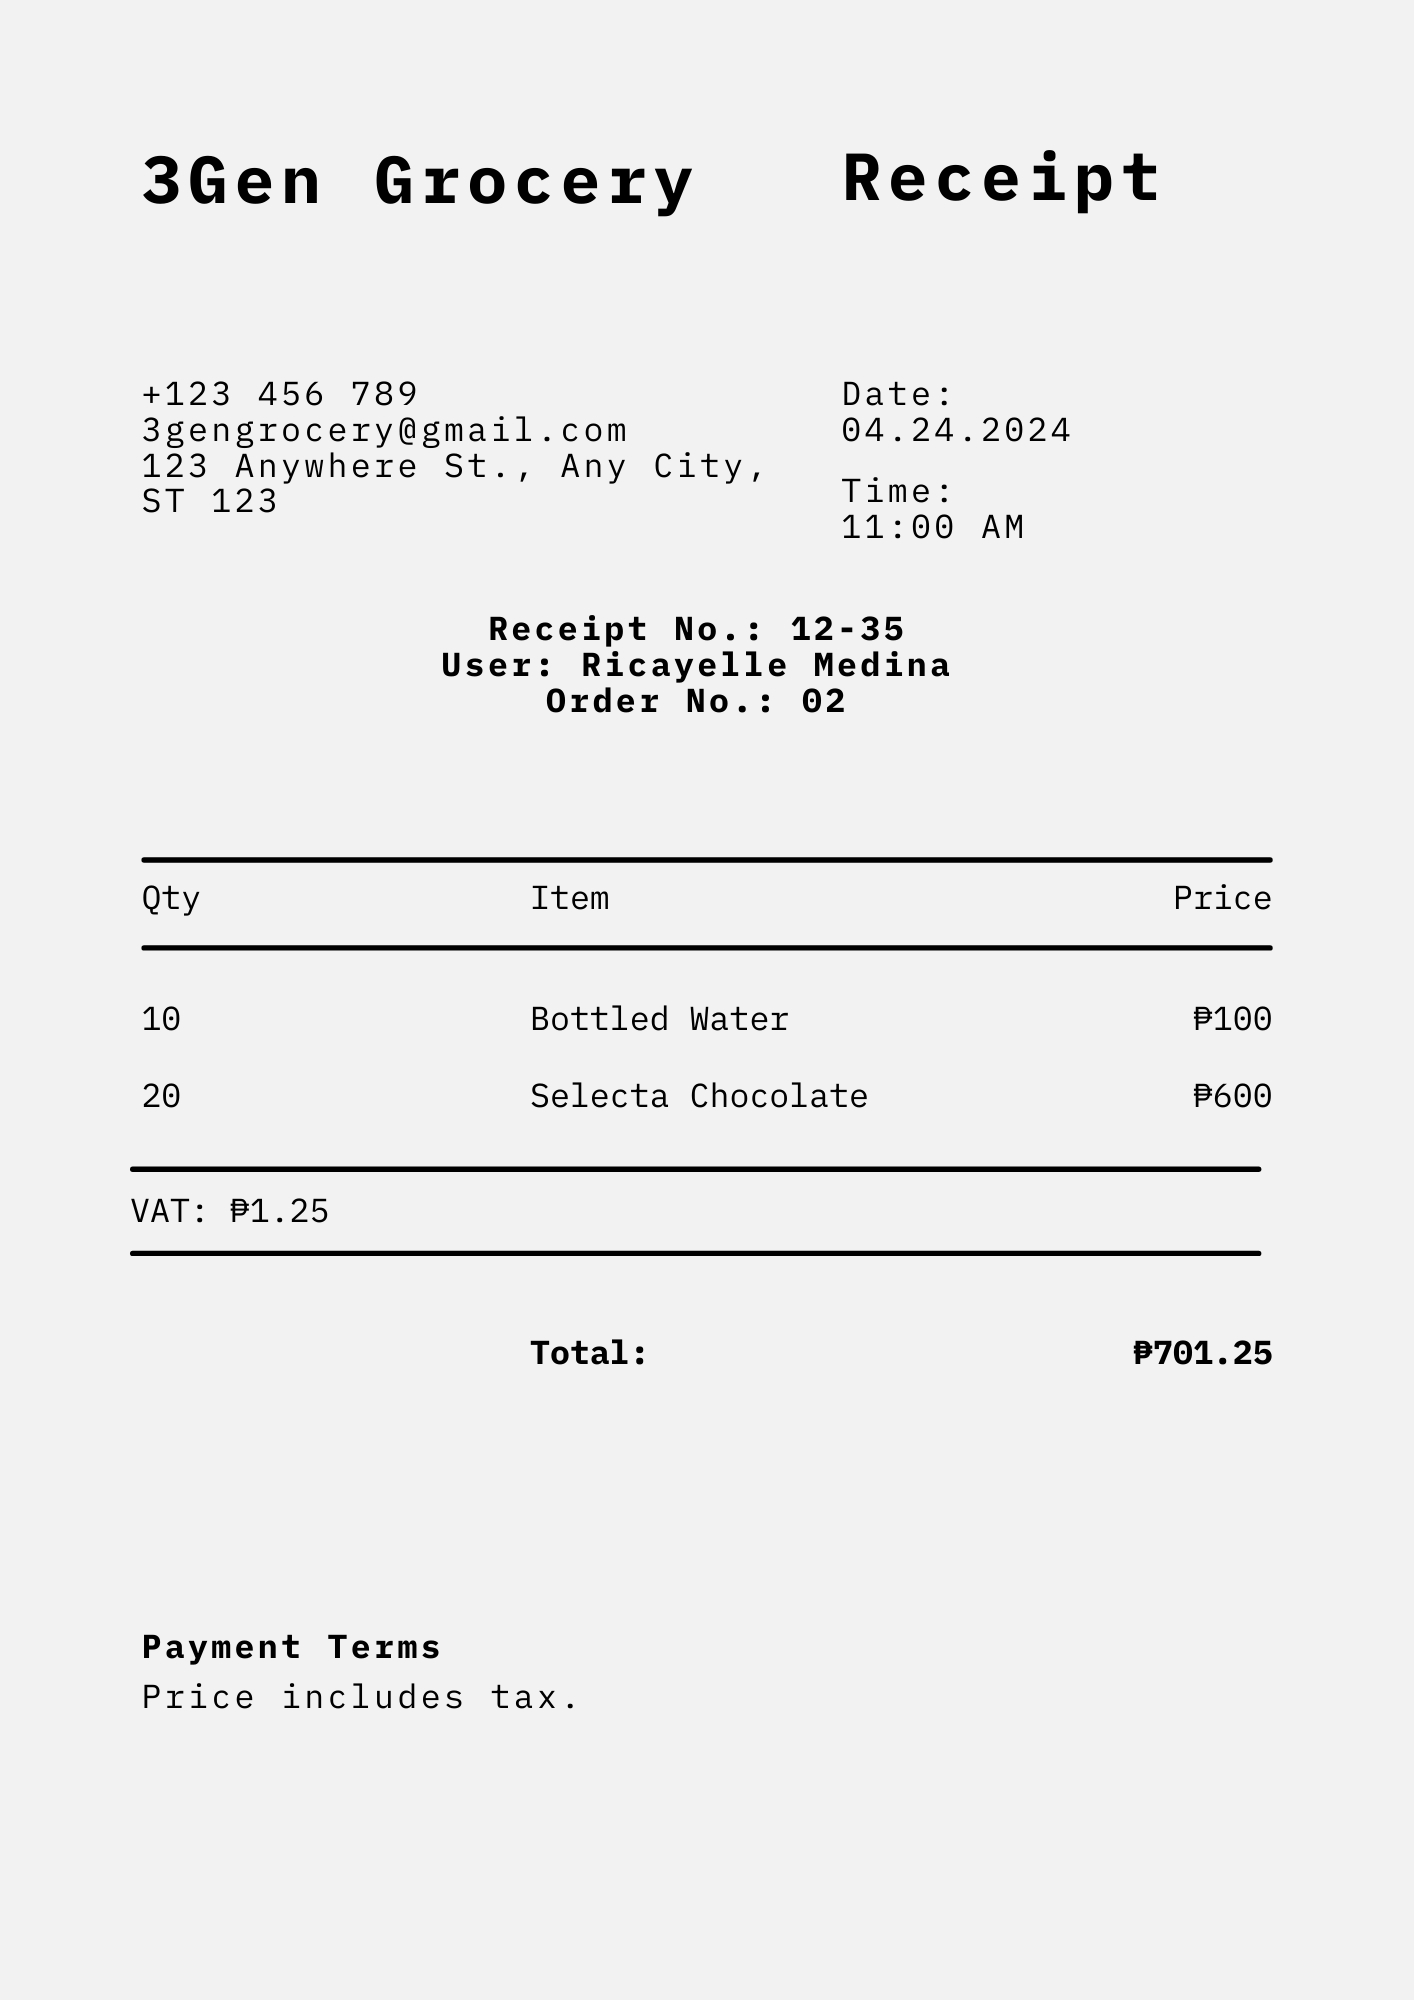 3Gen Grocery
Receipt
+123 456 789
3gengrocery@gmail.com
123 Anywhere St., Any City,
ST 123
Date:
04.24.2024
Time:
11:00 AM
Receipt No.: 12-35
User: Ricayelle Medina
Order No.: 02
Qty Item Price
10 Bottled Water ₱100
20 Selecta Chocolate ₱600
VAT: ₱1.25
Total: ₱701.25
Payment Terms
Price includes tax.